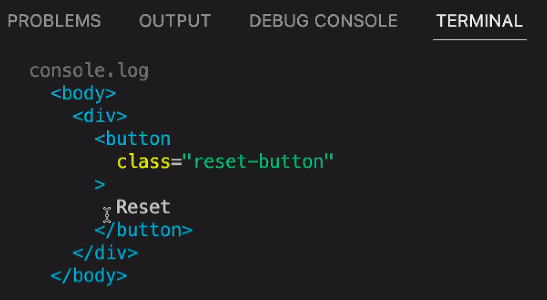 PROBLEMS OUTPUT DEBUG CONSOLE TERMINAL
console.log
<body>
<div>
<button
class="reset-button"
>
Reset
</button>
</div>
</body>